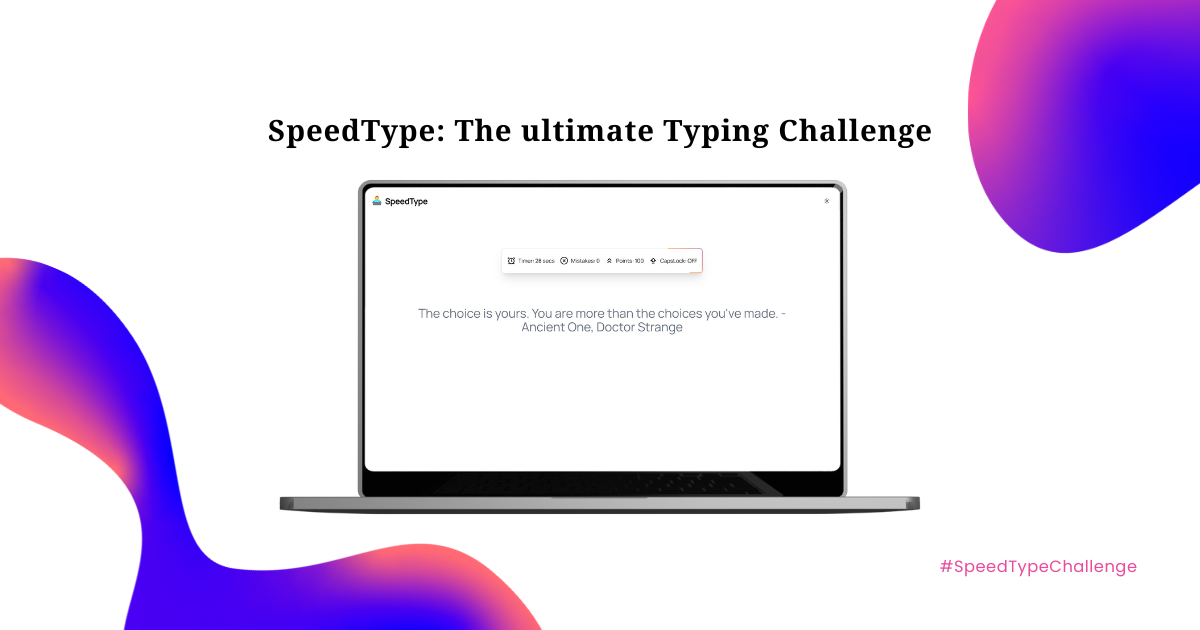 SpeedType: The ultimate Typing Challenge
SpeedType
Timer: 28 secs Mistakes: 0 Points: 100 CapsLock: OFF
The choice is yours. You are more than the choices you've made. -
Ancient One, Doctor Strange
#SpeedTypeChallenge